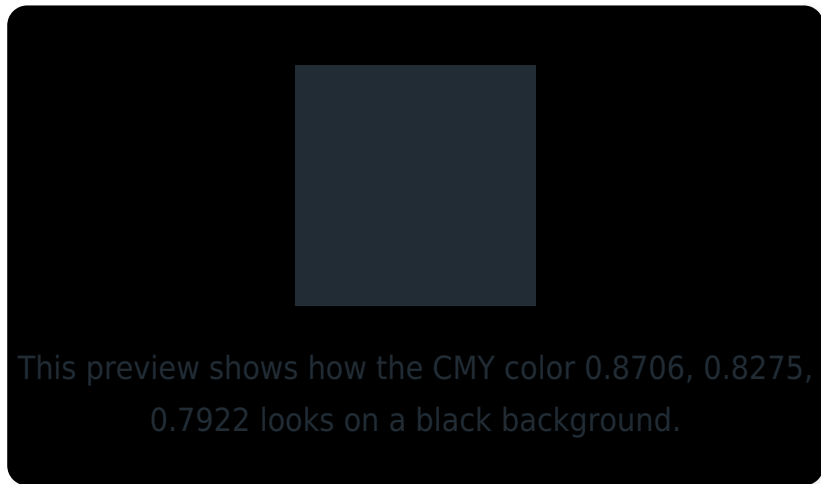 This preview shows how the CMY color 0.8706, 0.8275,
0.7922 looks on a black background.